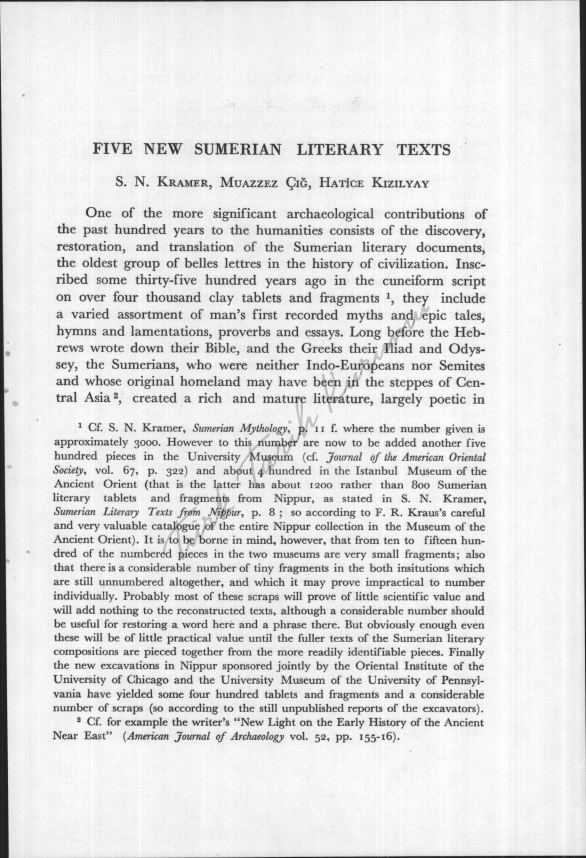 FIVE NEW SUMERIAN LITERARY TEXTS
S. N. KRAMER, MUAZZEZ ÇIĞ, HATİCE KIZILYAY
One of the more significant archaeological contributions of
the past hundred years to the humanities consists of the discovery,
restoration, and translation of the Sumerian literary documents,
the oldest group of belles lettres in the history of civilization. Insc-
ribed some thirty-five hundred years ago in the cuneiform script
on over four thousand clay tablets and fragments ¹, they include
a varied assortment of man's first recorded myths and epic tales,
hymns and lamentations, proverbs and essays. Long before the Heb-
rews wrote down their Bible, and the Greeks their Iliad and Odys-
sey, the Sumerians, who were neither Indo-Europeans nor Semites
and whose original homeland may have been in the steppes of Cen-
tral Asia ², created a rich and mature literature, largely poetic in
¹ Cf. S. N. Kramer, Sumerian Mythology, p. 11 f. where the number given is
approximately 3000. However to this number are now to be added another five
hundred pieces in the University Museum (cf. Journal of the American Oriental
Society, vol. 67, p. 322) and about 4 hundred in the Istanbul Museum of the
Ancient Orient (that is the latter has about 1200 rather than 800 Sumerian
literary tablets and fragments from Nippur, as stated in S. N. Kramer,
Sumerian Literary Texts from Nippur, p. 8 ; so according to F. R. Kraus's careful
and very valuable catalogue of the entire Nippur collection in the Museum of the
Ancient Orient). It is to be borne in mind, however, that from ten to fifteen hun-
dred of the numbered pieces in the two museums are very small fragments; also
that there is a considerable number of tiny fragments in the both insitutions which
are still unnumbered altogether, and which it may prove impractical to number
individually. Probably most of these scraps will prove of little scientific value and
will add nothing to the reconstructed texts, although a considerable number should
be useful for restoring a word here and a phrase there. But obviously enough even
these will be of little practical value until the fuller texts of the Sumerian literary
compositions are pieced together from the more readily identifiable pieces. Finally
the new excavations in Nippur sponsored jointly by the Oriental Institute of the
University of Chicago and the University Museum of the University of Pennsyl-
vania have yielded some four hundred tablets and fragments and a considerable
number of scraps (so according to the still unpublished reports of the excavators).
² Cf. for example the writer's "New Light on the Early History of the Ancient
Near East" (American Journal of Archaeology vol. 52, pp. 155-16).
Türk Tarih Kurumu